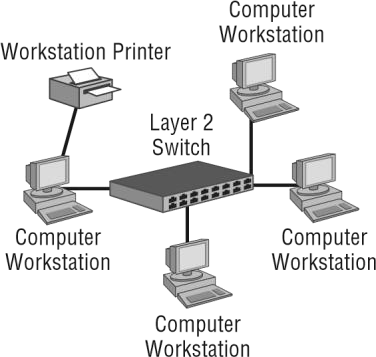 Computer
Workstation
Workstation Printer
Layer 2
Switch
Computer
Workstation
Computer
Workstation
Computer
Workstation